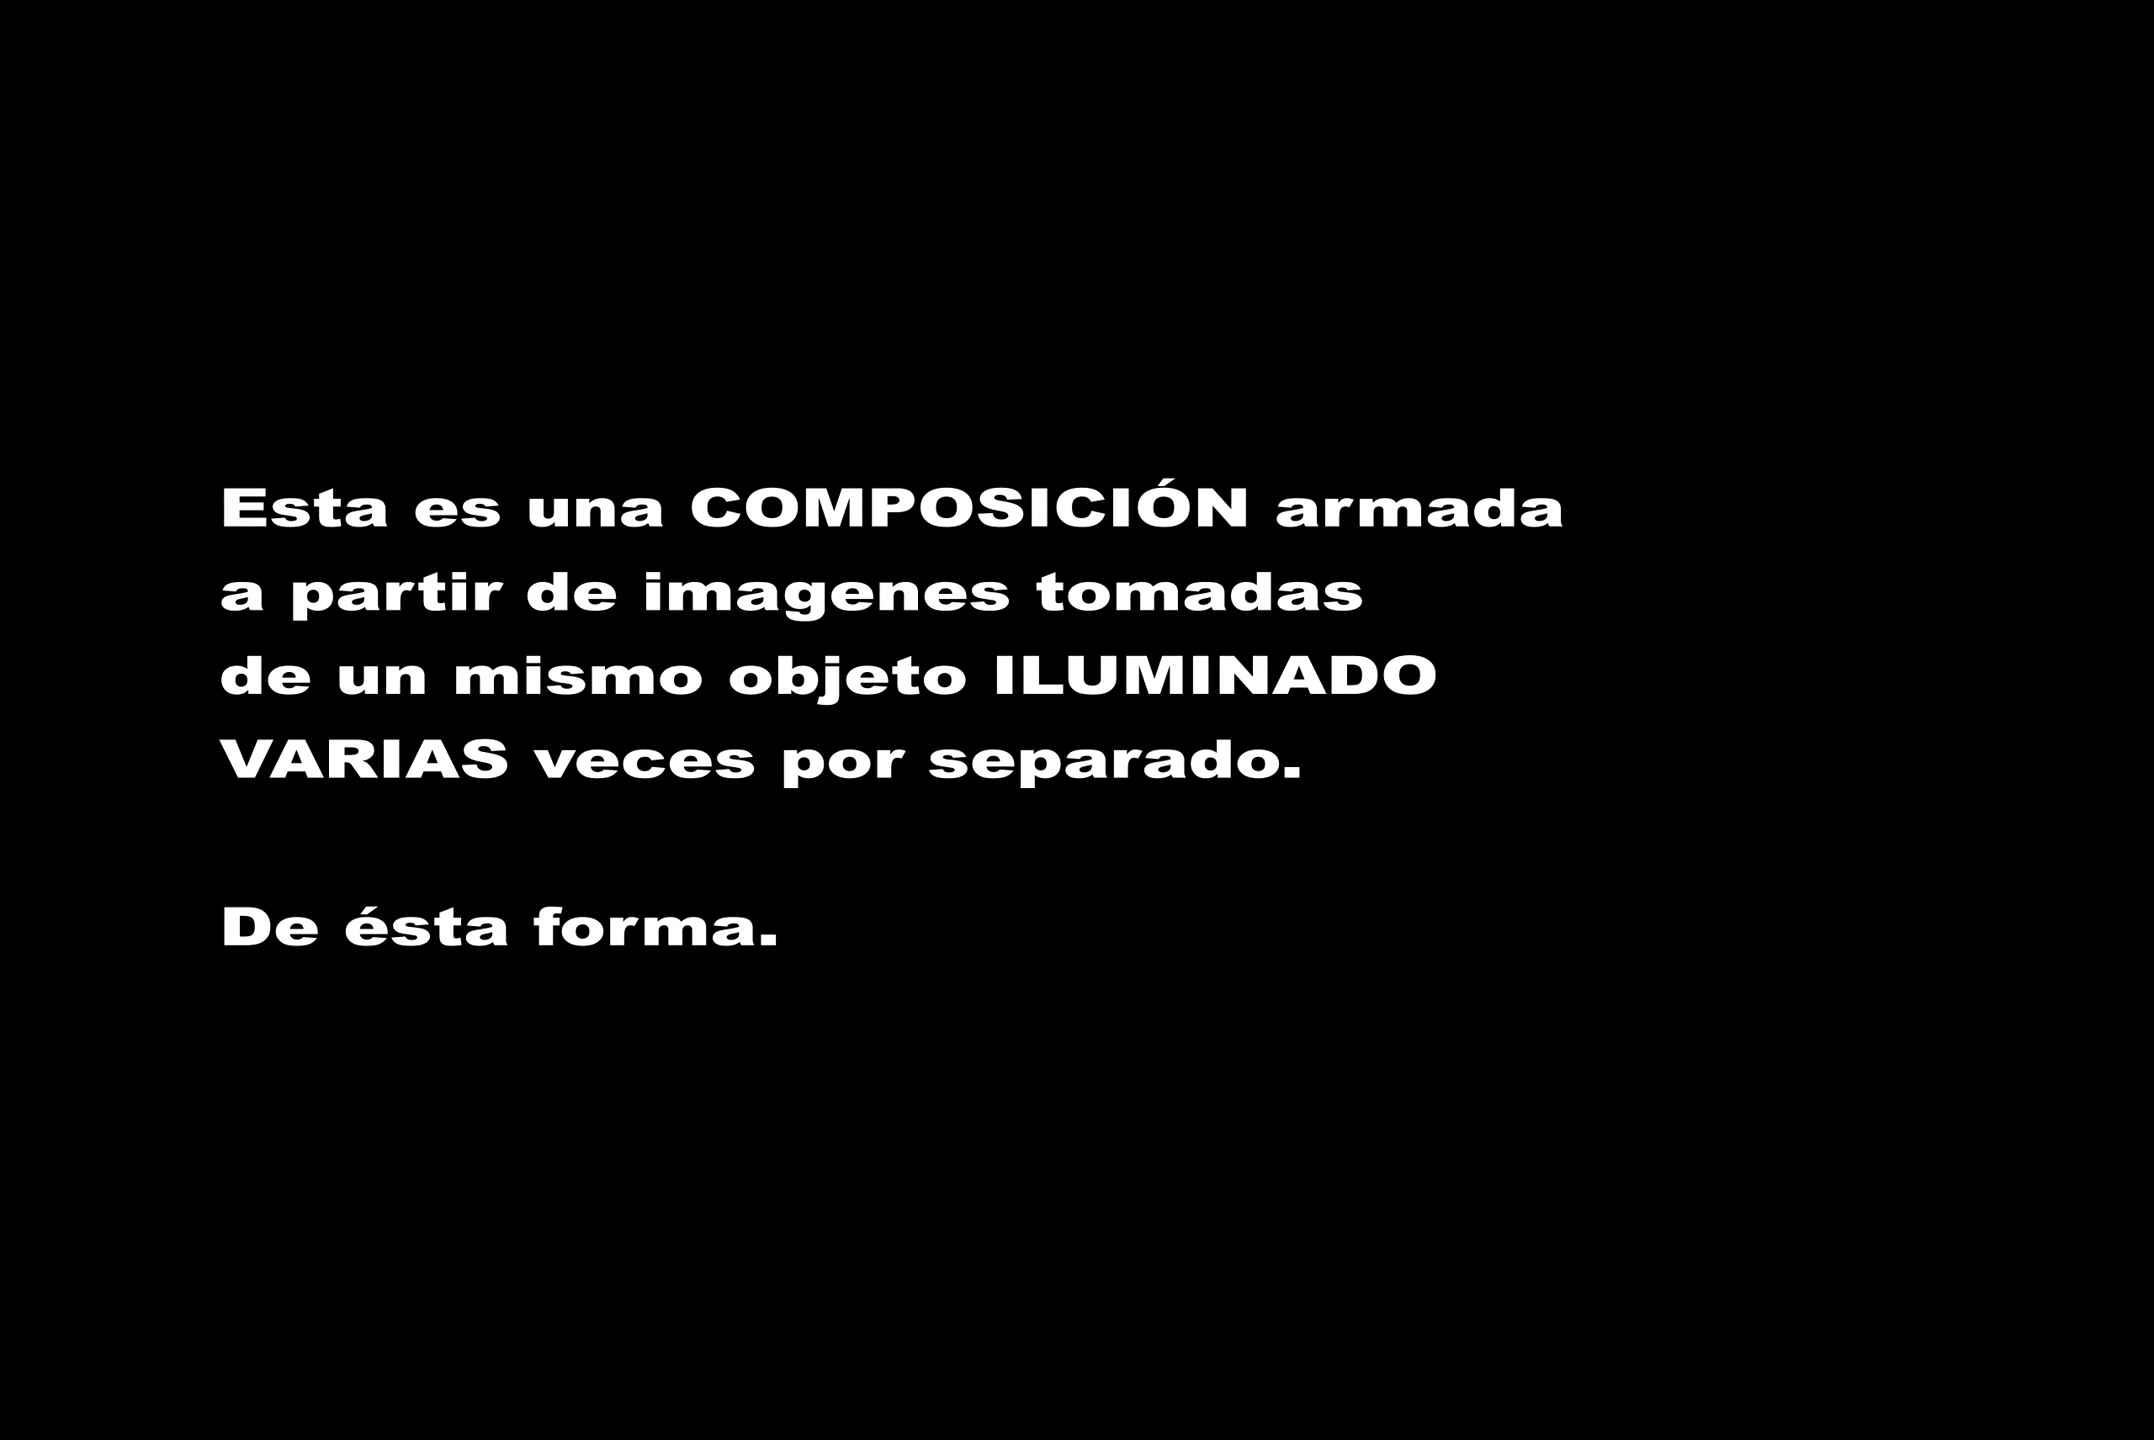 Esta es una COMPOSICIÓN armada
a partir de imagenes tomadas
de un mismo objeto ILUMINADO
VARIAS veces por separado.
De ésta forma.